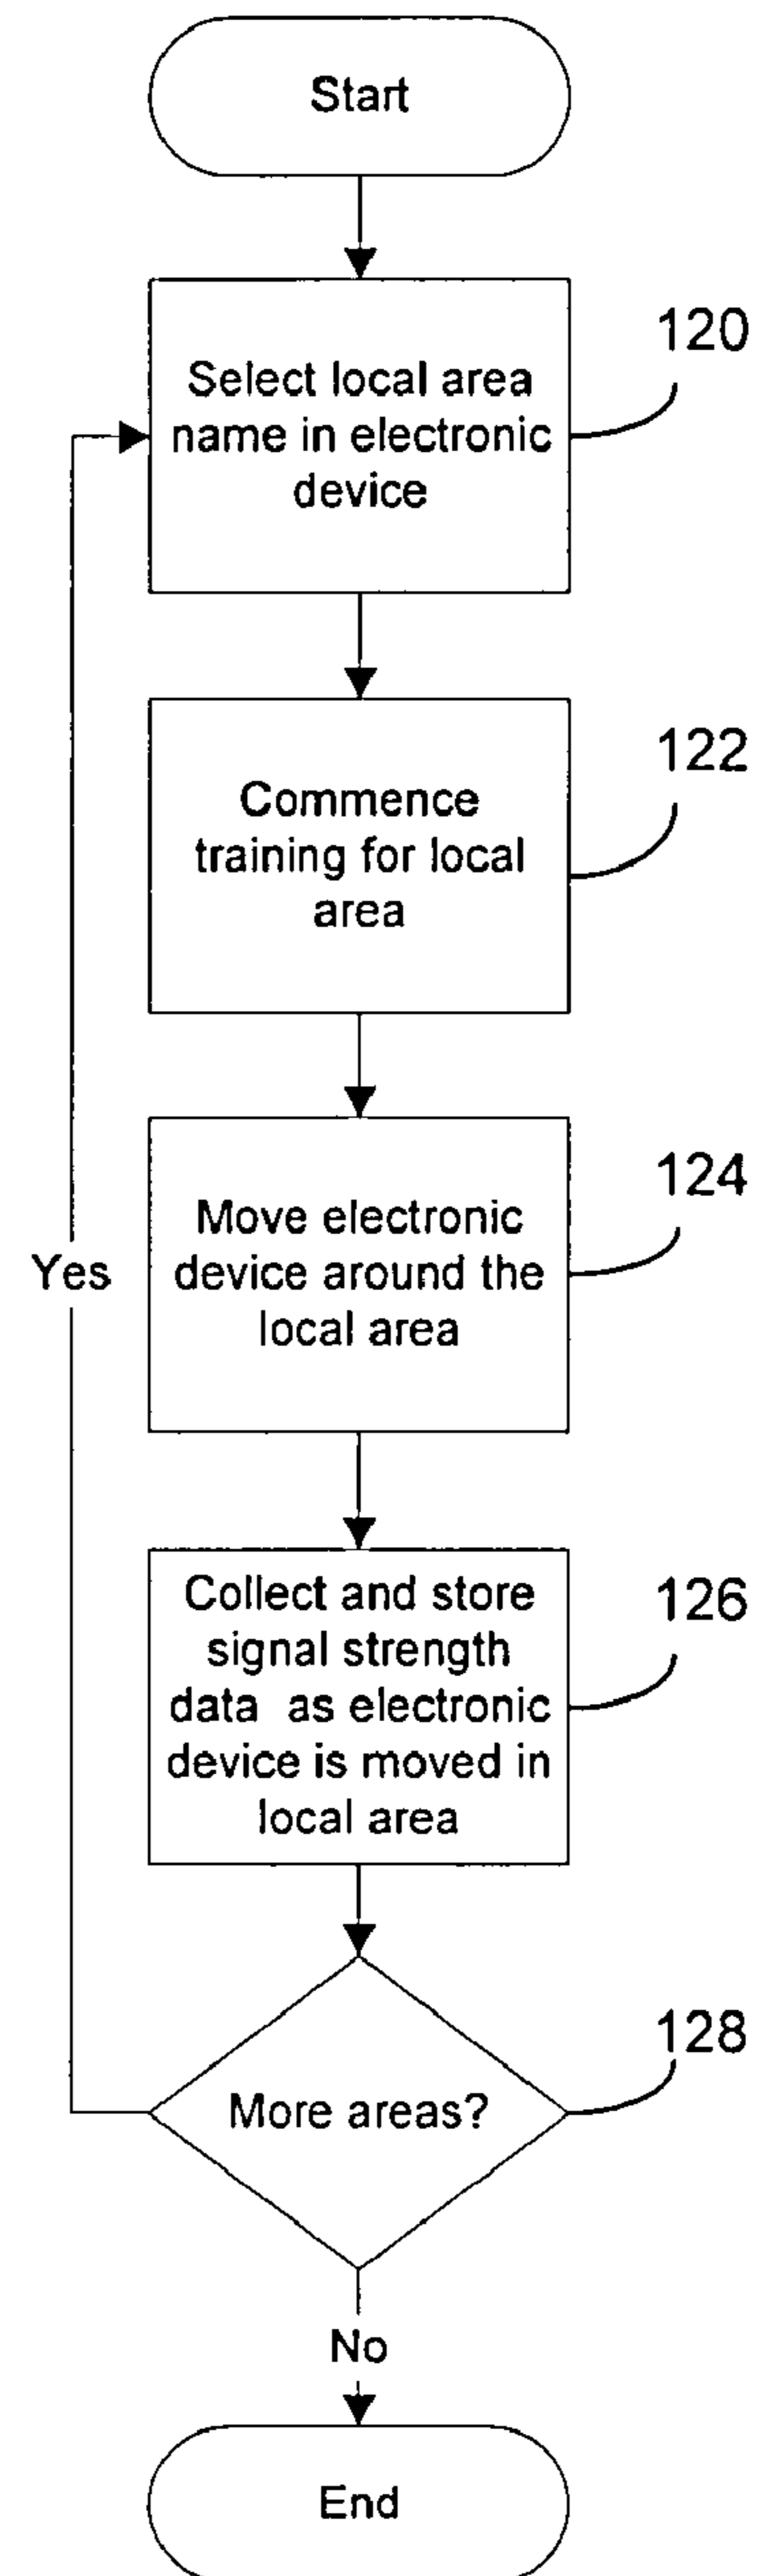 Start
120
Select local area
name in electronic
device
122
Commence
training for local
area
124
Move electronic
device around the
local area
Yes
126
Collect and store
signal strength
data as electronic
device is moved in
local area
128
More areas?
No
End